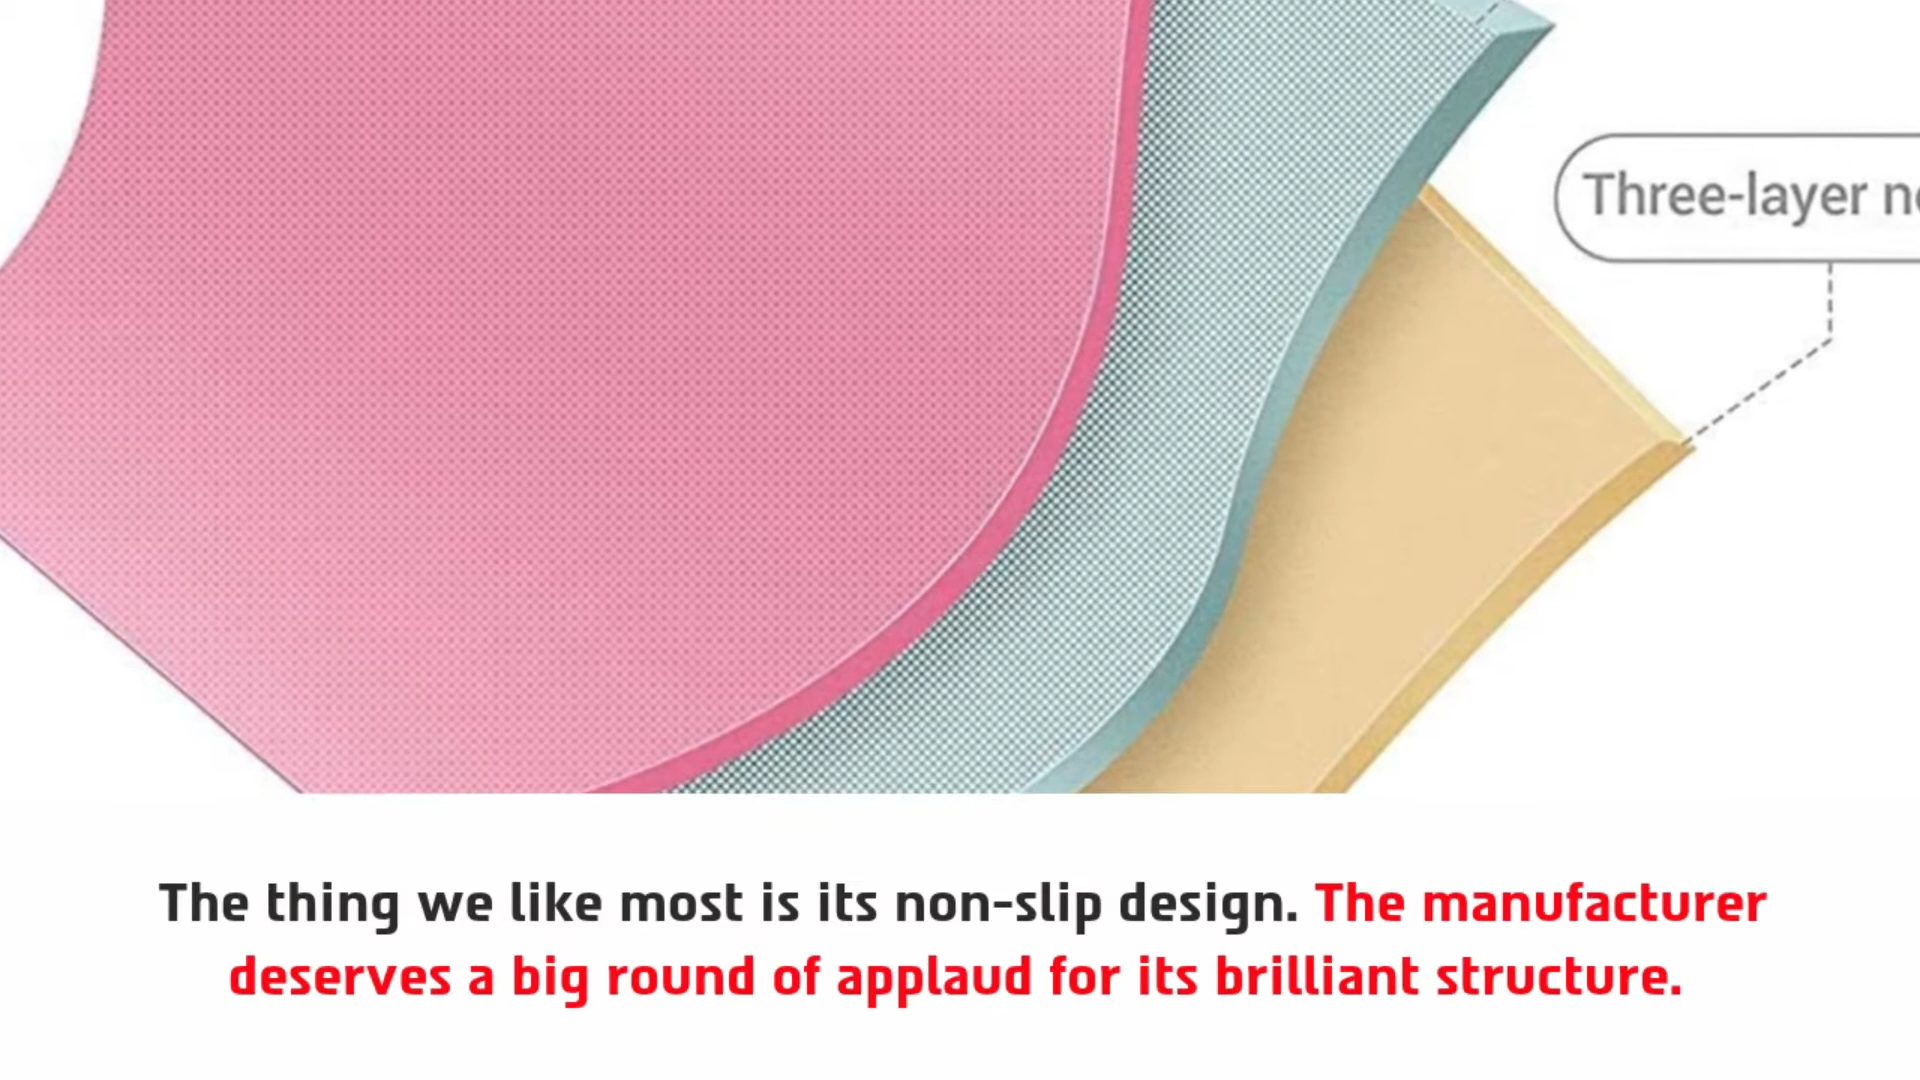 Three-layer
The thing we like most is its non-slip design. The manufacturer
deserves a big round of applaud for its brilliant structure.